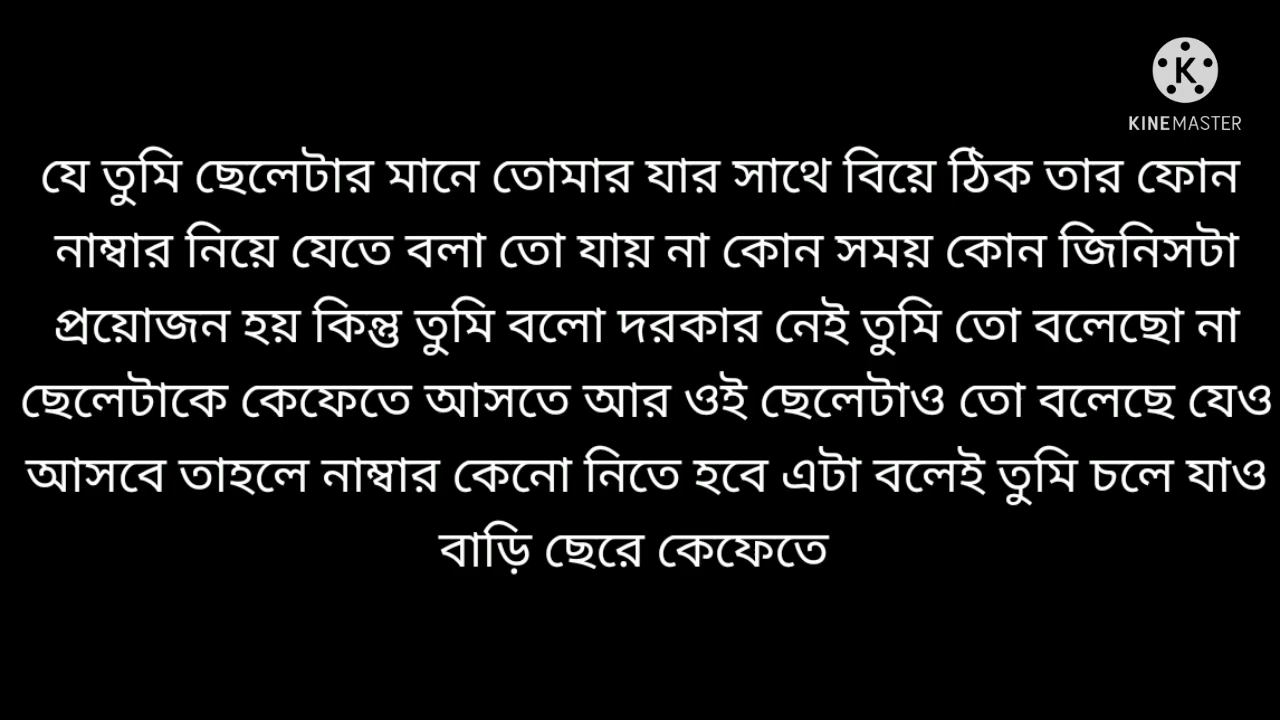 KINEMASTER
যে তুমি ছেলেটার মানে তোমার যার সাথে বিয়ে ঠিক তার ফোন
নাম্বার নিয়ে যেতে বলা তো যায় না কোন সময় কোন জিনিসটা
প্রয়োজন হয় কিন্তু তুমি বলো দরকার নেই তুমি তো বলেছো না
ছেলেটাকে কেফেতে আসতে আর ওই ছেলেটাও তো বলেছে যেও
আসবে তাহলে নাম্বার কেনো নিতে হবে এটা বলেই তুমি চলে যাও
বাড়ি ছেরে কেফেতে